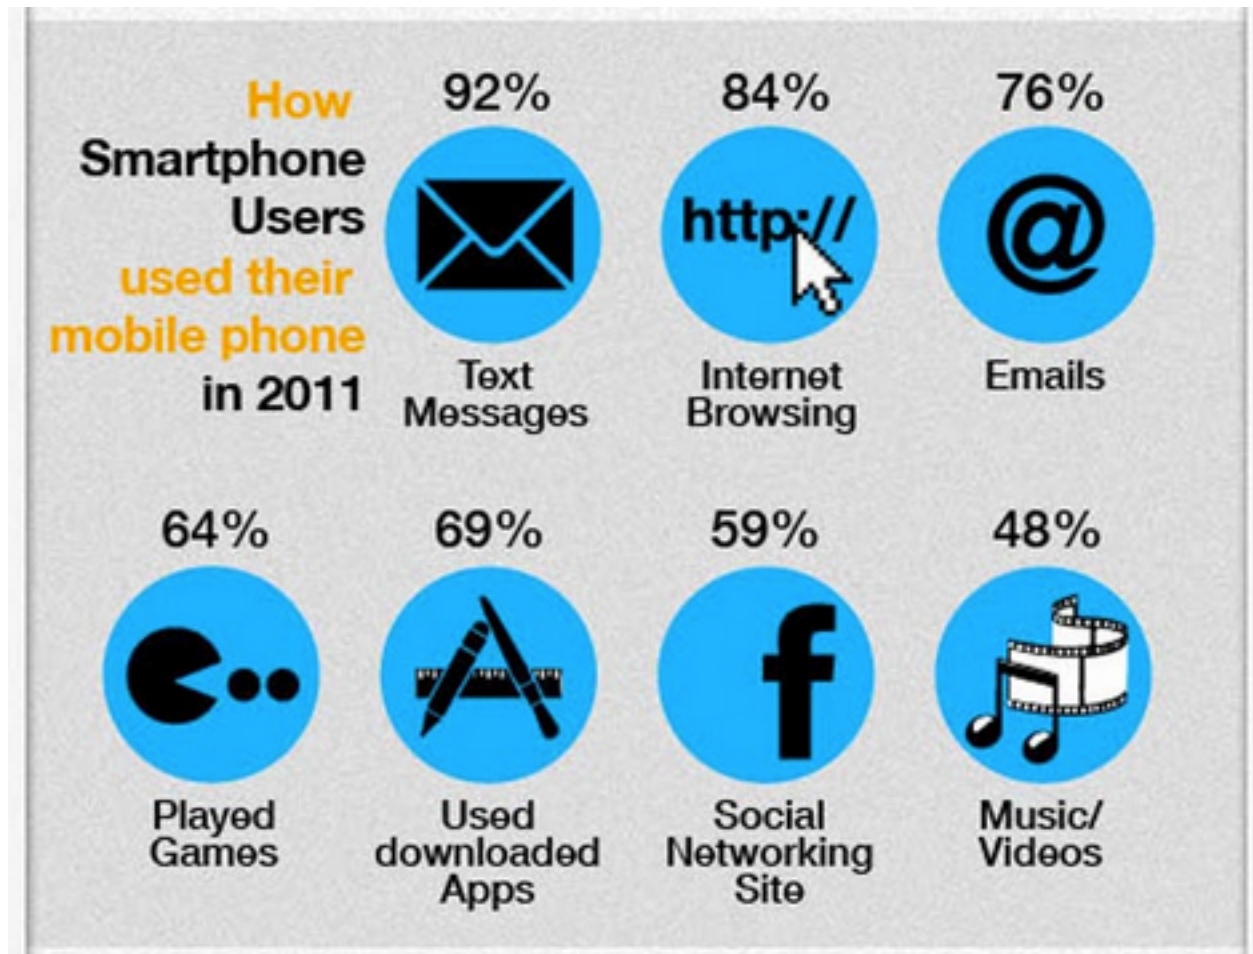 How
Smartphone
Users
used their
mobile phone
in 2011
92%
84%
76%
http://
@
Text
Messages
Internet
Browsing
Emails
64%
69%
59%
48%
f
Played
Games
Used
downloaded
Apps
Social
Networking
Site
Music/
Videos